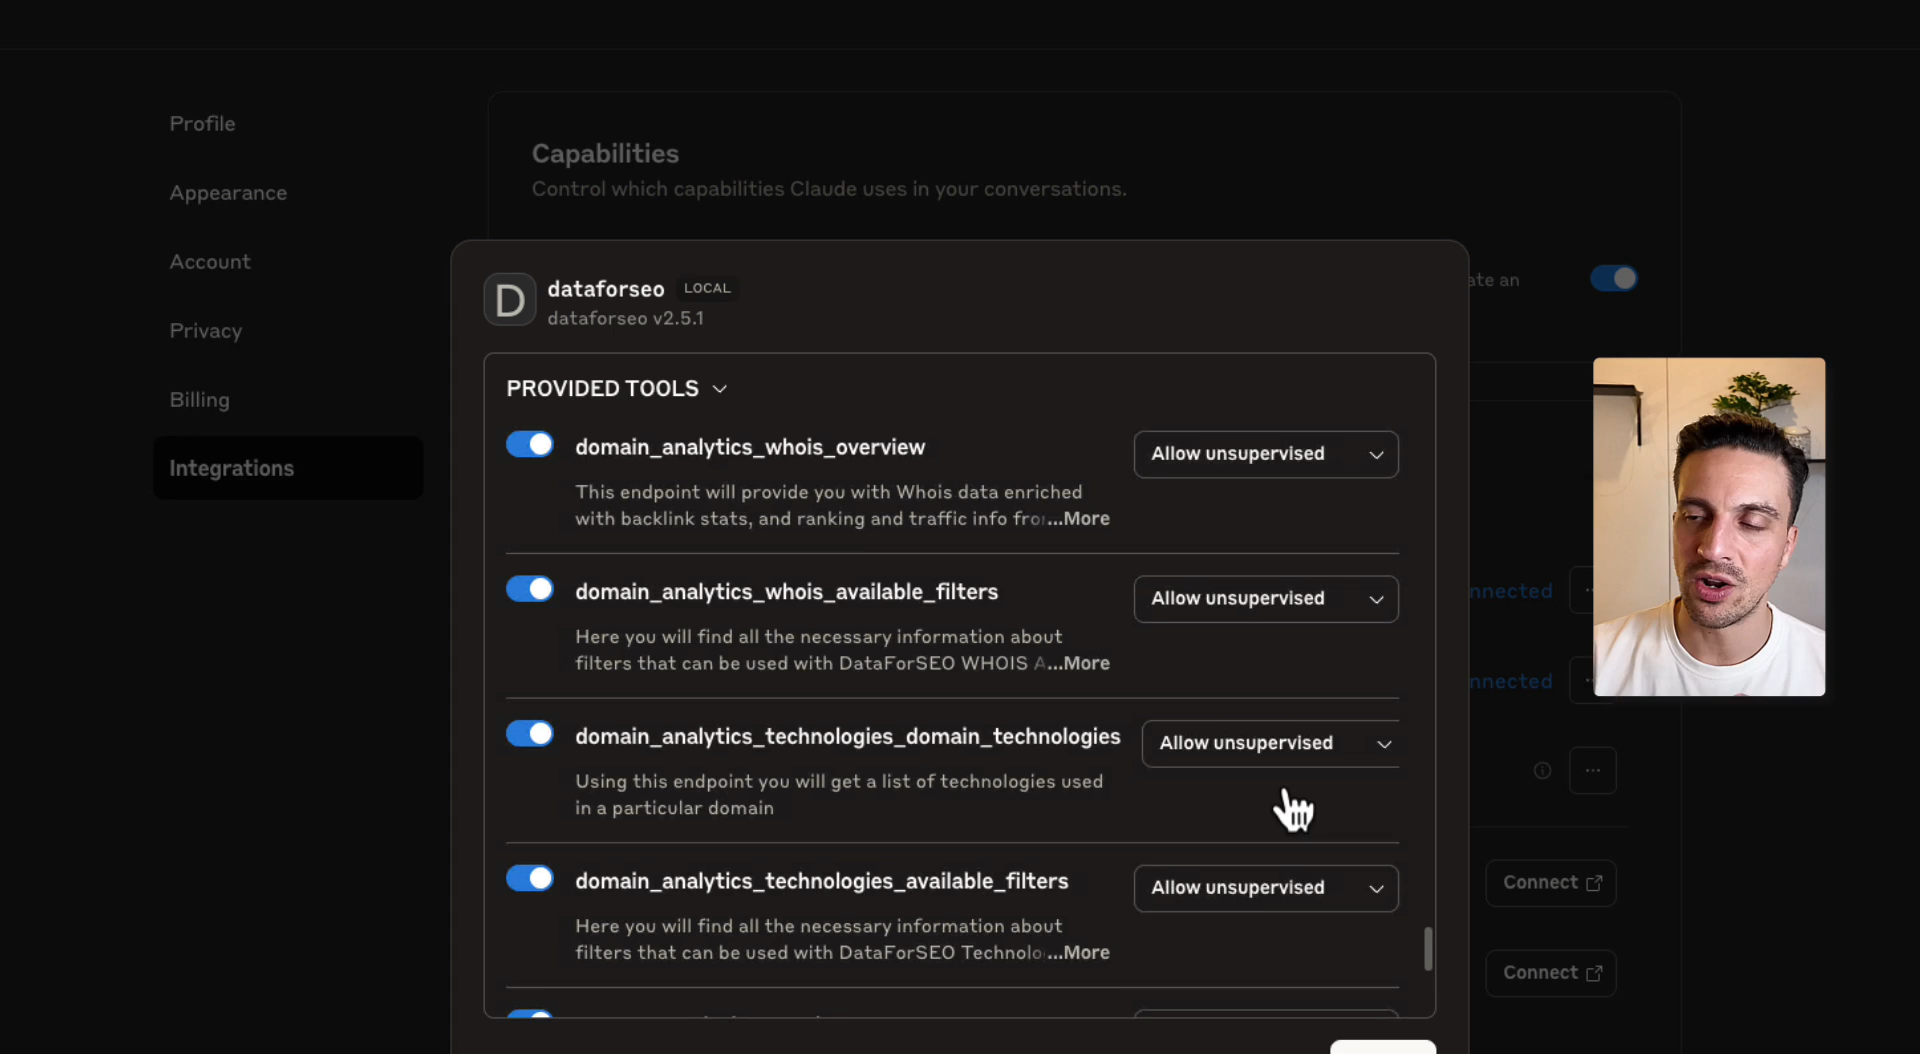 Profile
Appearance
Account
Privacy
Billing
Integrations
Capabilities
Control which capabilities Claude uses in your conversations.
ate an
D
dataforseo LOCAL
dataforseo v2.5.1
PROVIDED TOOLS
domain_analytics_whois_overview
Allow unsupervised
This endpoint will provide you with Whois data enriched
with backlink stats, and ranking and traffic info fro...More
domain_analytics_whois_available_filters
Allow unsupervised
Here you will find all the necessary information about
filters that can be used with DataForSEO WHOIS A...More
domain_analytics_technologies_domain_technologies
Allow unsupervised
Using this endpoint you will get a list of technologies used
in a particular domain
domain_analytics_technologies_available_filters
Allow unsupervised
Here you will find all the necessary information about
filters that can be used with DataForSEO Technolo...More
nnected
nnected
Connect
Connect